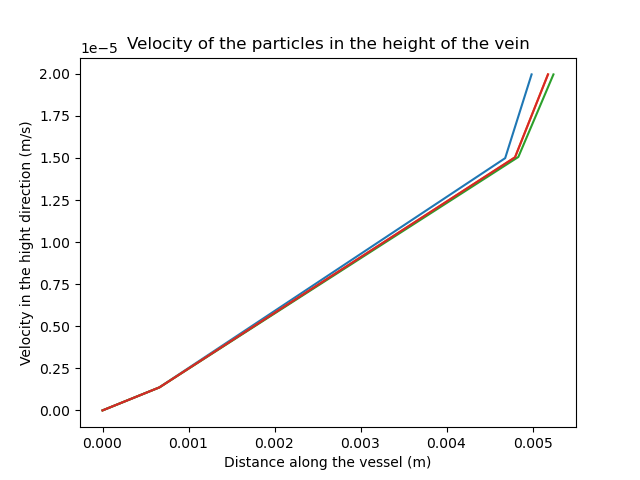 Velocity of the particles in the height of the vein
1e−5
2.00
1.75
1.50
1.25
1.00
0.75
0.50
0.25
0.00
Velocity in the hight direction (m/s)
0.000 0.001 0.002 0.003 0.004 0.005
Distance along the vessel (m)